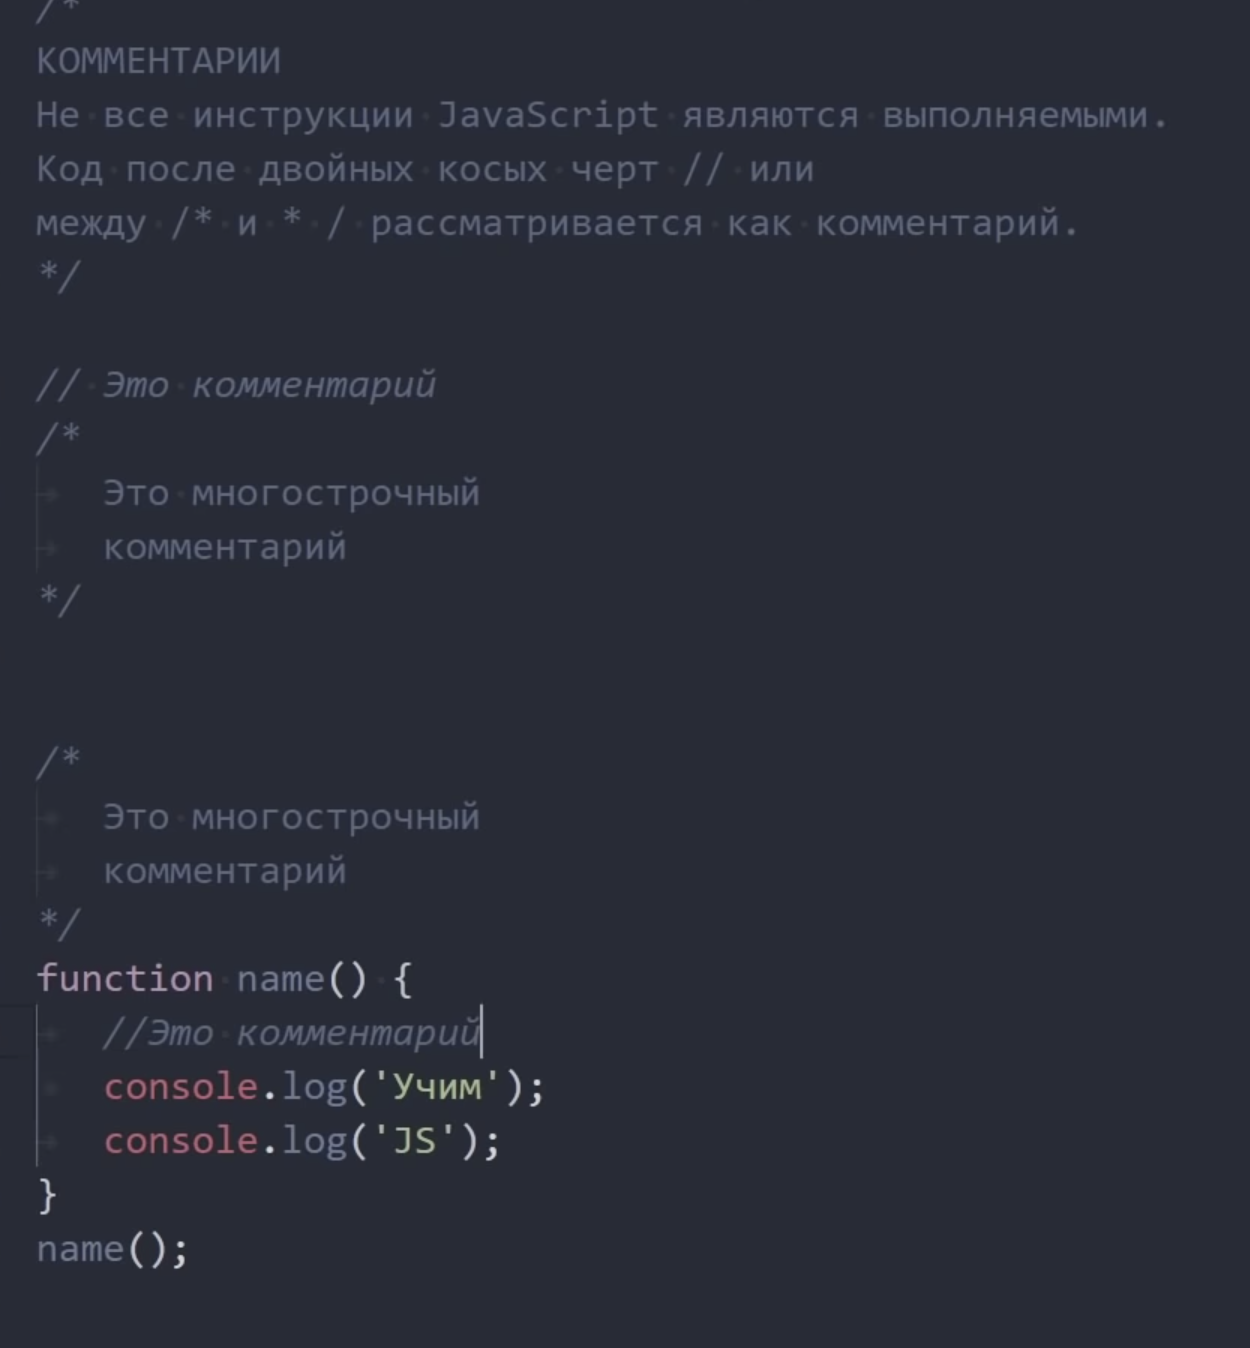 /*
КОММЕНТАРИИ
Не все инструкции JavaScript являются выполняемыми.
Код после двойных косых черт // или
между /* и * / рассматривается как комментарий.
*/
// Это комментарий
/*
Это многострочный
комментарий
*/
/*
Это многострочный
комментарий
*/
function name() {
//Это комментарий
console.log('Учим');
console.log('JS');
}
name();